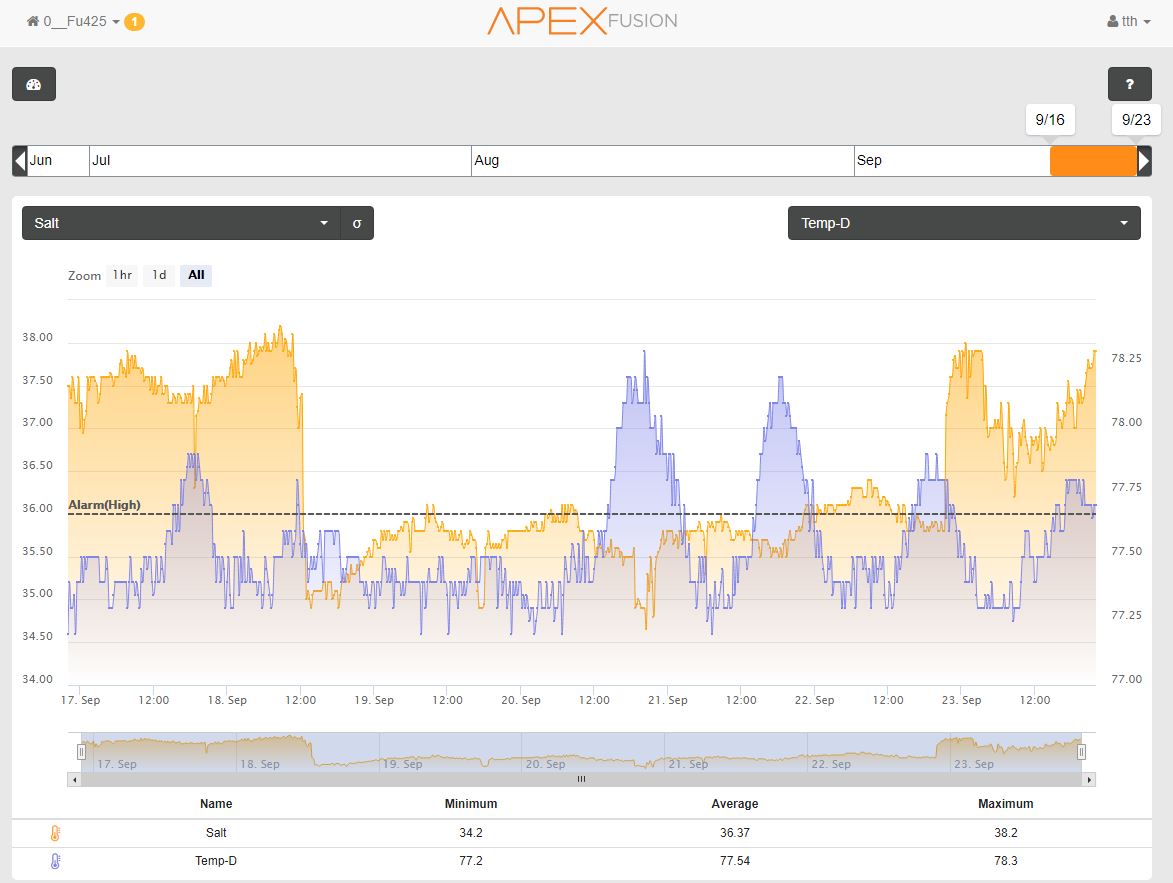 0__Fu425 1
APEX FUSION
tth
?
9/16 9/23
Jun Jul Aug Sep
Salt σ Temp-D
Zoom 1hr 1d All
38.00
78.25
37.50
37.00 78.00
36.50
77.75
Alarm(High)
36.00
35.50 77.50
35.00
77.25
34.50
34.00 77.00
17. Sep 12:00 18. Sep 12:00 19. Sep 12:00 20. Sep 12:00 21. Sep 12:00 22. Sep 12:00 23. Sep 12:00
17. Sep 18. Sep 19. Sep 20. Sep 21. Sep 22. Sep 23. Sep
Name Minimum Average Maximum
Salt 34.2 36.37 38.2
Temp-D 77.2 77.54 78.3